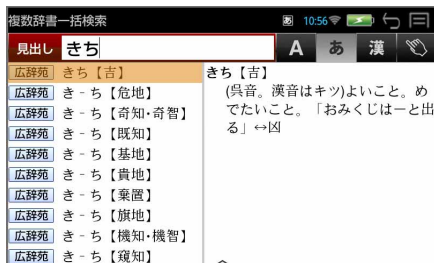 複数辞書一括検索 10:56
見出し きち A あ 漢
広辞苑 きち【吉】
広辞苑 き‐ち【危地】
広辞苑 き‐ち【奇知・奇智】
広辞苑 き‐ち【既知】
広辞苑 き‐ち【基地】
広辞苑 き‐ち【貴地】
広辞苑 き‐ち【棄置】
広辞苑 き‐ち【旗地】
広辞苑 き‐ち【機知・機智】
広辞苑 き‐ち【窺知】
きち【吉】
(呉音。漢音はキツ)よいこと。め
でたいこと。「おみくじは―と出
る」↔凶